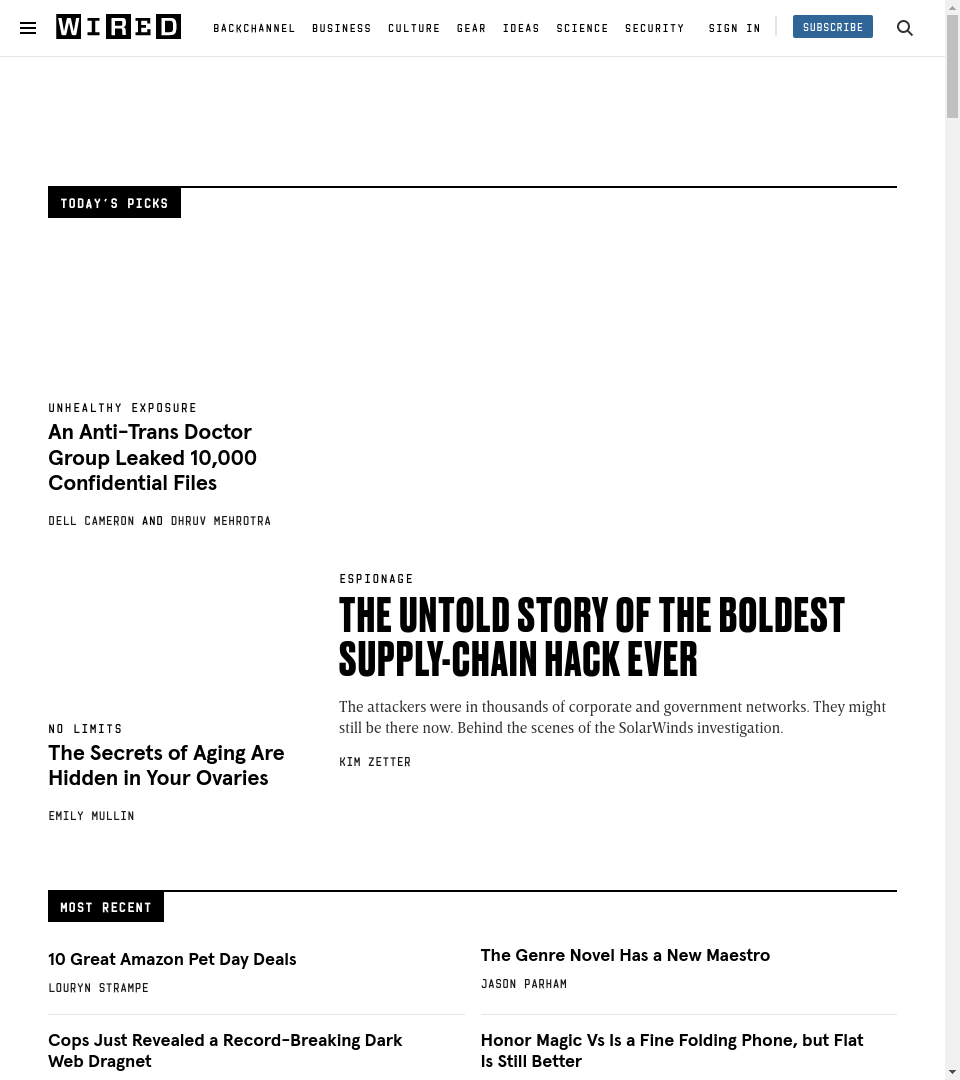 WIRED
BACKCHANNEL BUSINESS CULTURE GEAR IDEAS SCIENCE SECURITY SIGN IN SUBSCRIBE
TODAY'S PICKS
UNHEALTHY EXPOSURE
An Anti-Trans Doctor
Group Leaked 10,000
Confidential Files
DELL CAMERON AND DHRUV MEHROTRA
NO LIMITS
The Secrets of Aging Are
Hidden in Your Ovaries
EMILY MULLIN
ESPIONAGE
THE UNTOLD STORY OF THE BOLDEST
SUPPLY-CHAIN HACK EVER
The attackers were in thousands of corporate and government networks. They might
still be there now. Behind the scenes of the SolarWinds investigation.
KIM ZETTER
MOST RECENT
10 Great Amazon Pet Day Deals
LOURYN STRAMPE
The Genre Novel Has a New Maestro
JASON PARHAM
Cops Just Revealed a Record-Breaking Dark
Web Dragnet
Honor Magic Vs Is a Fine Folding Phone, but Flat
Is Still Better